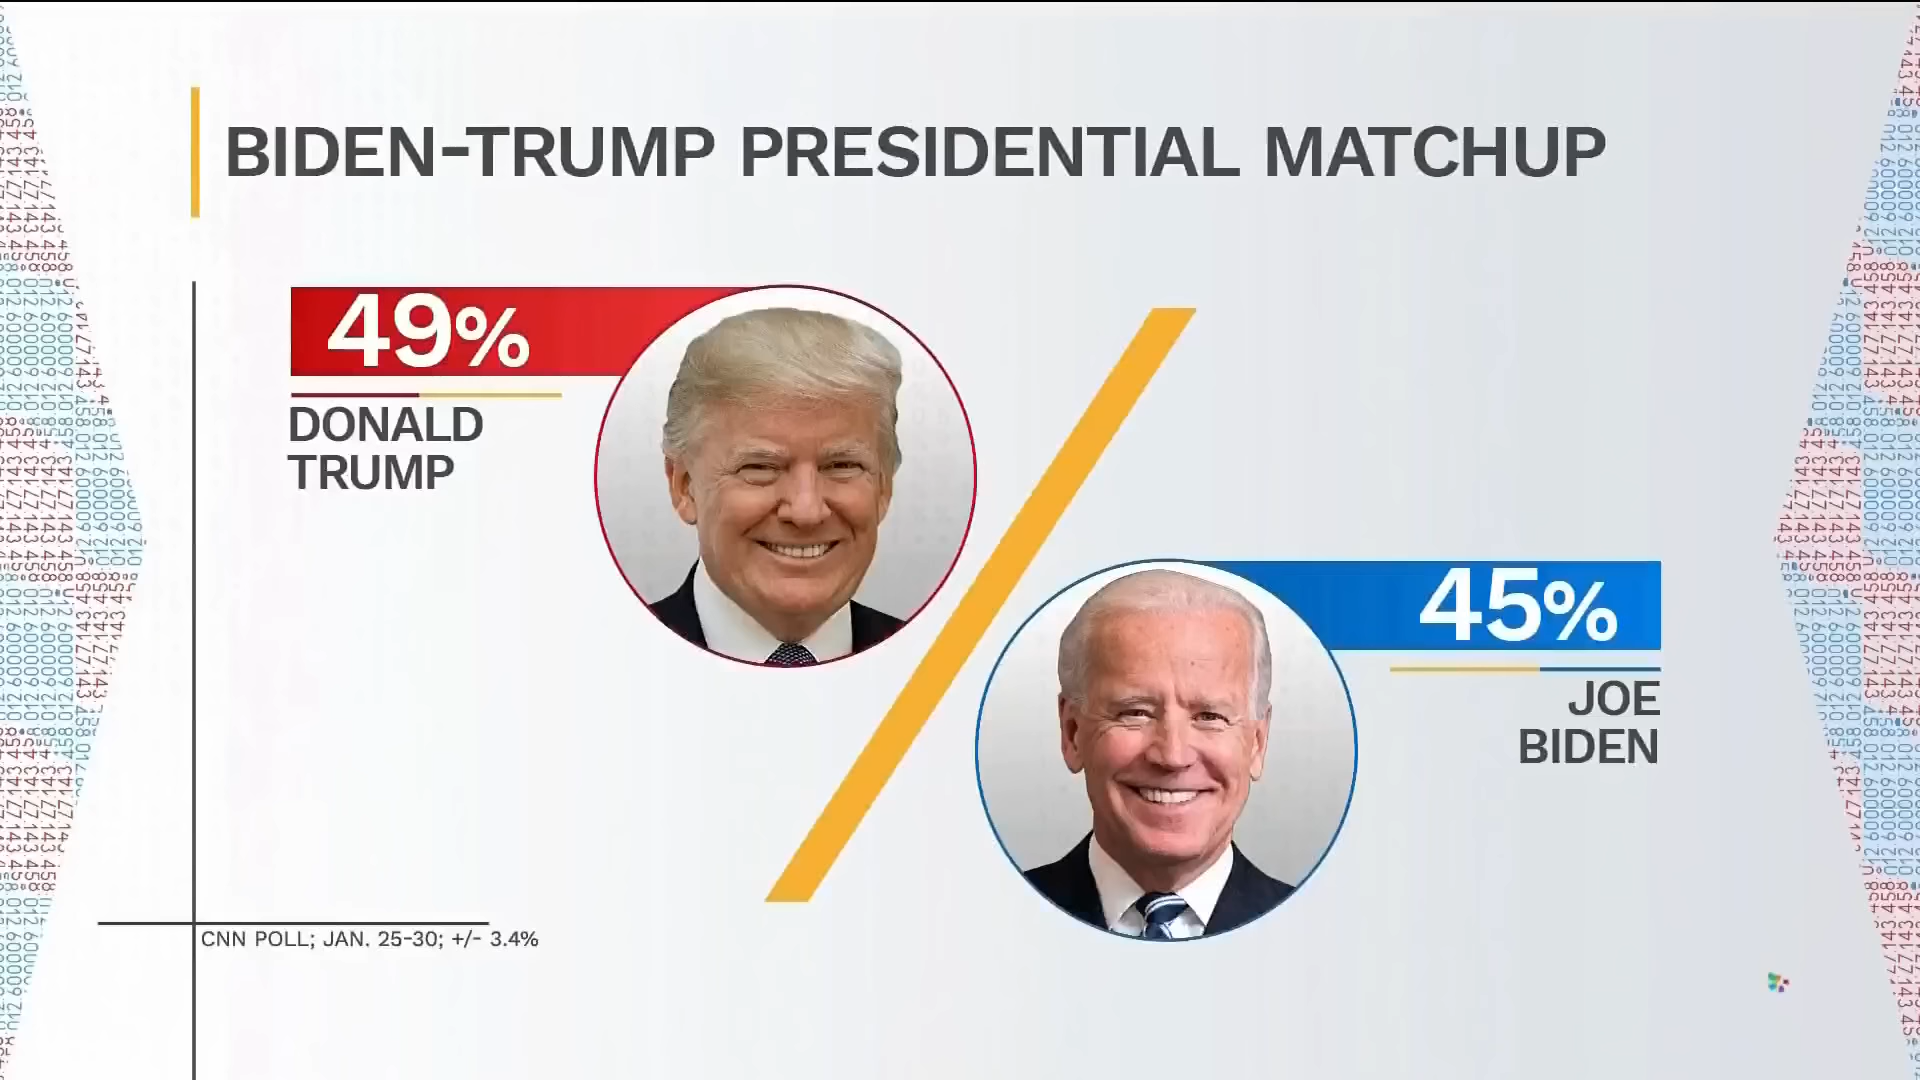 BIDEN-TRUMP PRESIDENTIAL MATCHUP
49%
DONALD
TRUMP
45%
JOE
BIDEN
CNN POLL; JAN. 25-30; +/- 3.4%